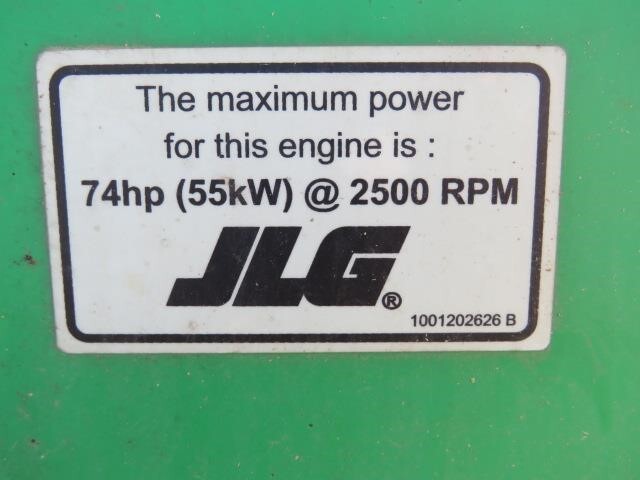 The maximum power
for this engine is :
74hp (55kW) @ 2500 RPM
JLG®
1001202626 B